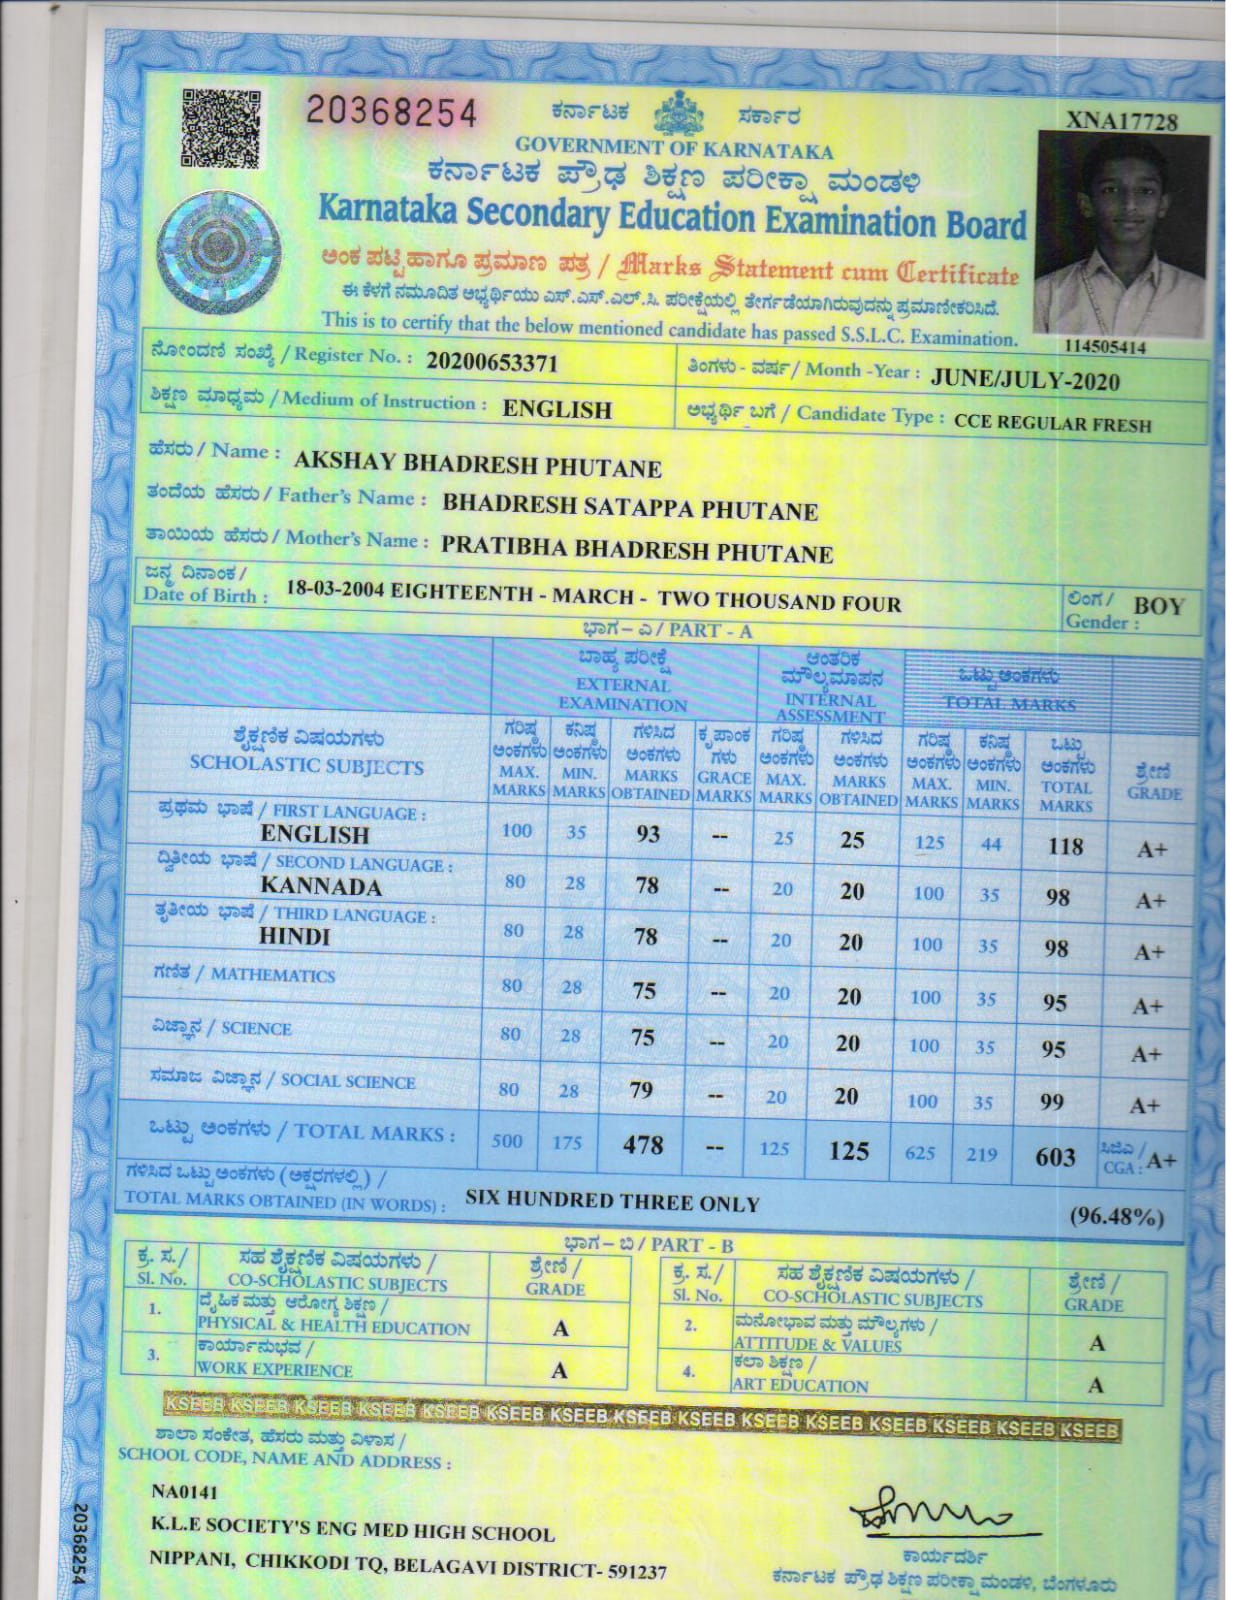 20368254
ಕರ್ನಾಟಕ ಸರ್ಕಾರ
XNA17728
GOVERNMENT OF KARNATAKA
ಕರ್ನಾಟಕ ಪ್ರೌಢ ಶಿಕ್ಷಣ ಪರೀಕ್ಷಾ ಮಂಡಳಿ
Karnataka Secondary Education Examination Board
ಅಂಕ ಪಟ್ಟಿ ಹಾಗೂ ಪ್ರಮಾಣ ಪತ್ರ / Marks Statement cum Certificate
ಈ ಕೆಳಗೆ ನಮೂದಿತ ಅಭ್ಯರ್ಥಿಯು ಎಸ್.ಎಸ್.ಎಲ್.ಸಿ. ಪರೀಕ್ಷೆಯಲ್ಲಿ ತೇರ್ಗಡೆಯಾಗಿರುವುದನ್ನು ಪ್ರಮಾಣೀಕರಿಸಿದೆ.
This is to certify that the below mentioned candidate has passed S.S.L.C. Examination.
114505414
ನೋಂದಣಿ ಸಂಖ್ಯೆ / Register No. : 20200653371
ತಿಂಗಳು - ವರ್ಷ / Month -Year : JUNE/JULY-2020
ಶಿಕ್ಷಣ ಮಾಧ್ಯಮ / Medium of Instruction : ENGLISH
ಅಭ್ಯರ್ಥಿ ಬಗೆ / Candidate Type : CCE REGULAR FRESH
ಹೆಸರು / Name : AKSHAY BHADRESH PHUTANE
ತಂದೆಯ ಹೆಸರು / Father's Name : BHADRESH SATAPPA PHUTANE
ತಾಯಿಯ ಹೆಸರು / Mother's Name : PRATIBHA BHADRESH PHUTANE
ಜನ್ಮ ದಿನಾಂಕ /
Date of Birth : 18-03-2004 EIGHTEENTH - MARCH - TWO THOUSAND FOUR
ಲಿಂಗ /
Gender : BOY
ಭಾಗ – ಎ / PART - A
ಬಾಹ್ಯ ಪರೀಕ್ಷೆ
EXTERNAL
EXAMINATION
ಆಂತರಿಕ
ಮೌಲ್ಯಮಾಪನ
INTERNAL
ASSESSMENT
ಒಟ್ಟು ಅಂಕಗಳು
TOTAL MARKS
ಶೈಕ್ಷಣಿಕ ವಿಷಯಗಳು
SCHOLASTIC SUBJECTS
ಗರಿಷ್ಠ ಅಂಕಗಳು MAX. MARKS
ಕನಿಷ್ಠ ಅಂಕಗಳು MIN. MARKS
ಗಳಿಸಿದ ಅಂಕಗಳು MARKS OBTAINED
ಕೃಪಾಂಕಗಳು GRACE MARKS
ಗರಿಷ್ಠ ಅಂಕಗಳು MAX. MARKS
ಗಳಿಸಿದ ಅಂಕಗಳು MARKS OBTAINED
ಗರಿಷ್ಠ ಅಂಕಗಳು MAX. MARKS
ಕನಿಷ್ಠ ಅಂಕಗಳು MIN. MARKS
ಒಟ್ಟು ಅಂಕಗಳು TOTAL MARKS
ಶ್ರೇಣಿ GRADE
ಪ್ರಥಮ ಭಾಷೆ / FIRST LANGUAGE :
ENGLISH 100 35 93 -- 25 25 125 44 118 A+
ದ್ವಿತೀಯ ಭಾಷೆ / SECOND LANGUAGE :
KANNADA 80 28 78 -- 20 20 100 35 98 A+
ತೃತೀಯ ಭಾಷೆ / THIRD LANGUAGE :
HINDI 80 28 78 -- 20 20 100 35 98 A+
ಗಣಿತ / MATHEMATICS 80 28 75 -- 20 20 100 35 95 A+
ವಿಜ್ಞಾನ / SCIENCE 80 28 75 -- 20 20 100 35 95 A+
ಸಮಾಜ ವಿಜ್ಞಾನ / SOCIAL SCIENCE 80 28 79 -- 20 20 100 35 99 A+
ಒಟ್ಟು ಅಂಕಗಳು / TOTAL MARKS : 500 175 478 -- 125 125 625 219 603 ಸಿಜಿಎ / CGA : A+
ಗಳಿಸಿದ ಒಟ್ಟು ಅಂಕಗಳು (ಅಕ್ಷರಗಳಲ್ಲಿ) /
TOTAL MARKS OBTAINED (IN WORDS) : SIX HUNDRED THREE ONLY (96.48%)
ಭಾಗ – ಬಿ / PART - B
ಕ್ರ. ಸ. / Sl. No.
ಸಹ ಶೈಕ್ಷಣಿಕ ವಿಷಯಗಳು / CO-SCHOLASTIC SUBJECTS
ಶ್ರೇಣಿ / GRADE
ಕ್ರ. ಸ. / Sl. No.
ಸಹ ಶೈಕ್ಷಣಿಕ ವಿಷಯಗಳು / CO-SCHOLASTIC SUBJECTS
ಶ್ರೇಣಿ / GRADE
1. ದೈಹಿಕ ಮತ್ತು ಆರೋಗ್ಯ ಶಿಕ್ಷಣ / PHYSICAL & HEALTH EDUCATION A
2. ಮನೋಭಾವ ಮತ್ತು ಮೌಲ್ಯಗಳು / ATTITUDE & VALUES A
3. ಕಾರ್ಯಾನುಭವ / WORK EXPERIENCE A
4. ಕಲಾ ಶಿಕ್ಷಣ / ART EDUCATION A
KSEEB KSEEB KSEEB KSEEB KSEEB KSEEB KSEEB KSEEB KSEEB KSEEB KSEEB KSEEB KSEEB KSEEB KSEEB
ಶಾಲಾ ಸಂಕೇತ, ಹೆಸರು ಮತ್ತು ವಿಳಾಸ /
SCHOOL CODE, NAME AND ADDRESS :
NA0141
K.L.E SOCIETY'S ENG MED HIGH SCHOOL
NIPPANI, CHIKKODI TQ, BELAGAVI DISTRICT- 591237
ಕಾರ್ಯದರ್ಶಿ
ಕರ್ನಾಟಕ ಪ್ರೌಢ ಶಿಕ್ಷಣ ಪರೀಕ್ಷಾ ಮಂಡಳಿ, ಬೆಂಗಳೂರು
20368254